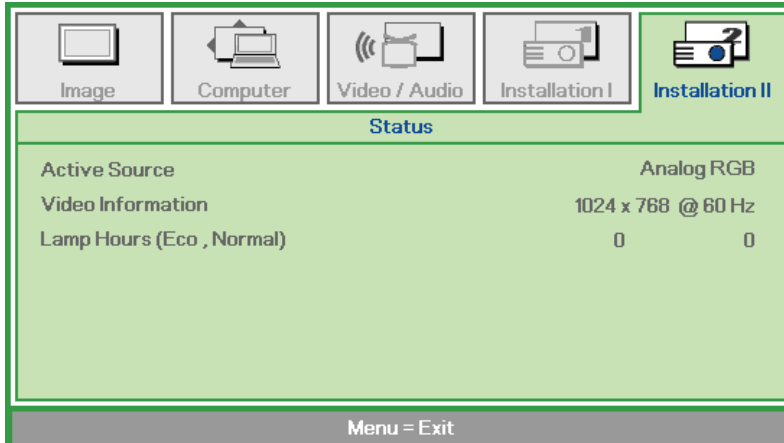 Image Computer Video / Audio Installation I Installation II
Status
Active Source Analog RGB
Video Information 1024 x 768 @ 60 Hz
Lamp Hours (Eco , Normal) 0 0
Menu = Exit